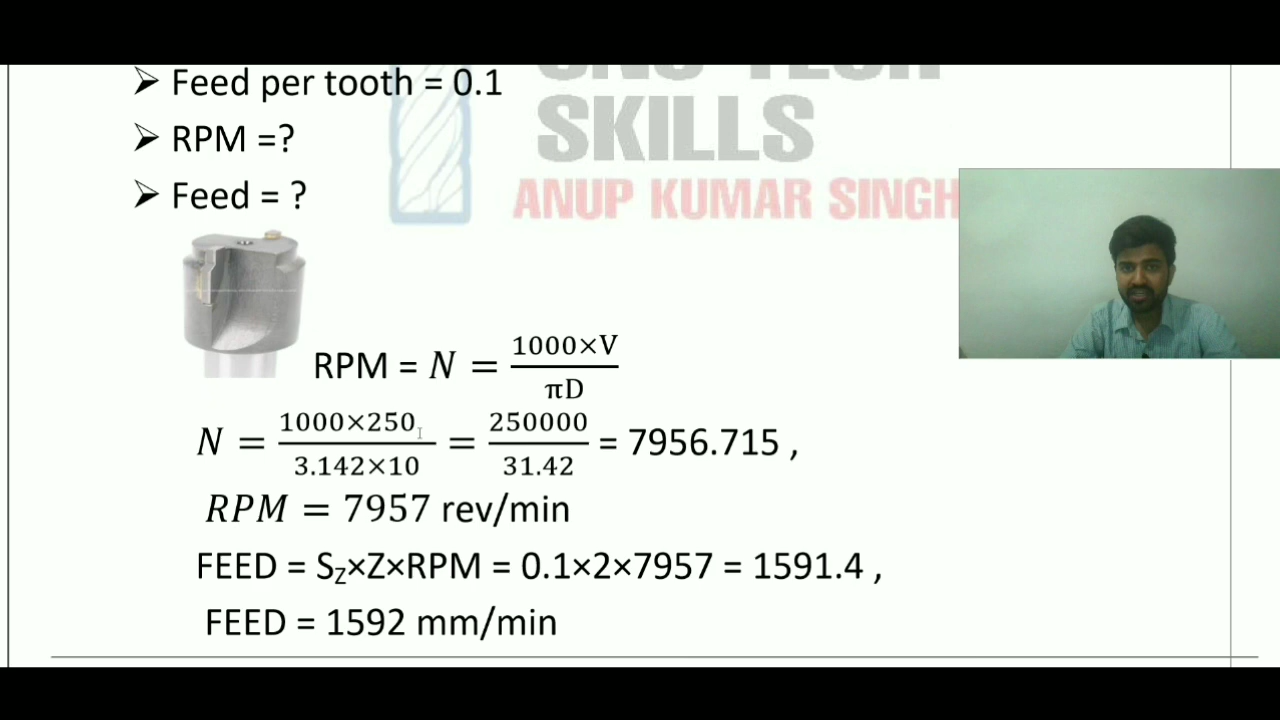 ➢ Feed per tooth = 0.1
SKILLS
➢ RPM =?
➢ Feed = ?
ANUP KUMAR SINGH
RPM = N = 1000×V / πD
N = 1000×250 / 3.142×10 = 250000 / 31.42 = 7956.715 ,
RPM = 7957 rev/min
FEED = S_Z×Z×RPM = 0.1×2×7957 = 1591.4 ,
FEED = 1592 mm/min